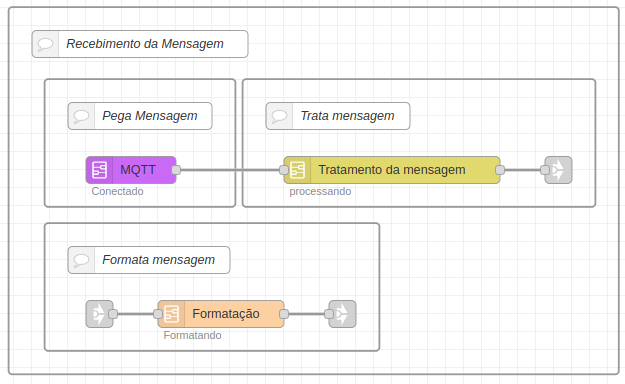 Recebimento da Mensagem
Pega Mensagem
Trata mensagem
MQTT
Tratamento da mensagem
Conectado
processando
Formata mensagem
Formatação
Formatando